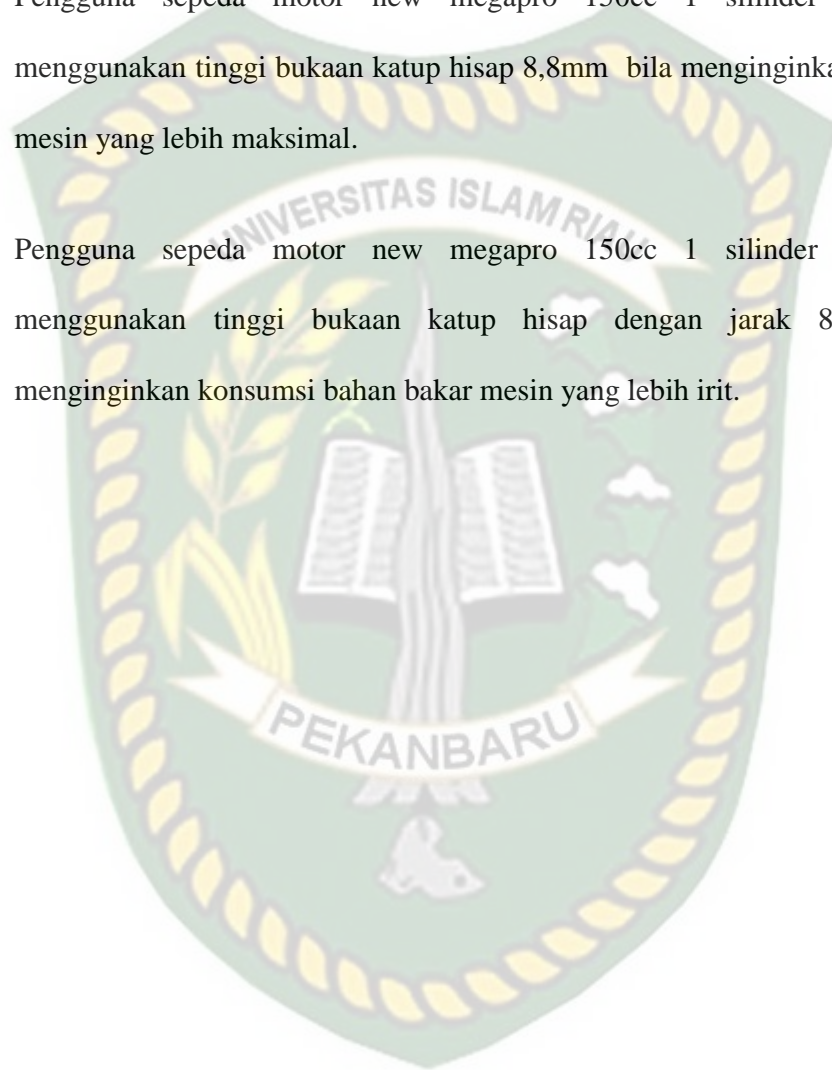 Pengguna sepeda motor new megapro 150cc 1 silinder
menggunakan tinggi bukaan katup hisap 8,8mm bila menginginka
mesin yang lebih maksimal.
UNIVERSITAS ISLAM RIAU
Pengguna sepeda motor new megapro 150cc 1 silinder
menggunakan tinggi bukaan katup hisap dengan jarak 8
menginginkan konsumsi bahan bakar mesin yang lebih irit.
PEKANBARU